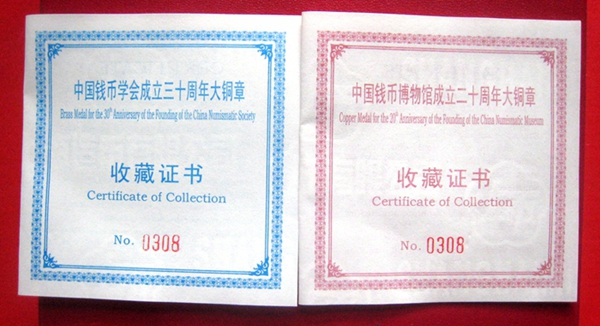 中国钱币学会成立三十周年大铜章
Brass Medal for the 30th Anniversary of the Founding of the China Numismatic Society
收藏证书
Certificate of Collection
No. 0308
中国钱币博物馆成立二十周年大铜章
Copper Medal for the 20th Anniversary of the Founding of the China Numismatic Museum
收藏证书
Certificate of Collection
No. 0308